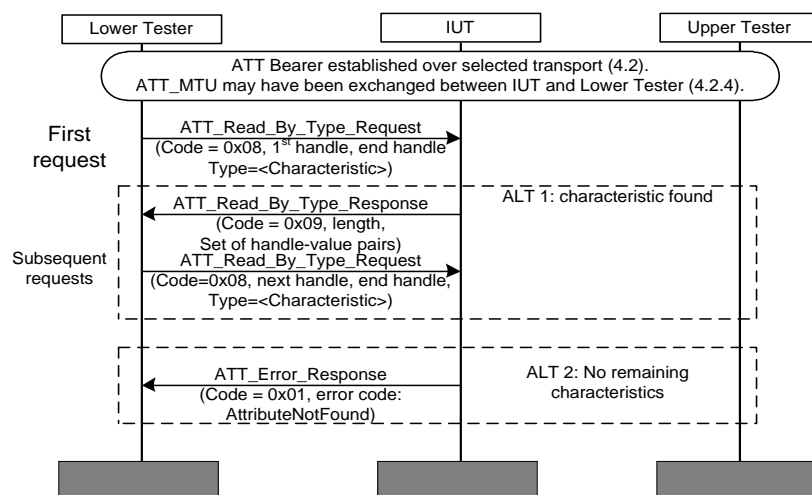 Lower Tester
IUT
Upper Tester
ATT Bearer established over selected transport (4.2).
ATT_MTU may have been exchanged between IUT and Lower Tester (4.2.4).
First
request
ATT_Read_By_Type_Request
(Code = 0x08, 1st handle, end handle
Type=<Characteristic>)
ALT 1: characteristic found
ATT_Read_By_Type_Response
(Code = 0x09, length,
Set of handle-value pairs)
Subsequent
requests
ATT_Read_By_Type_Request
(Code=0x08, next handle, end handle,
Type=<Characteristic>)
ATT_Error_Response
(Code = 0x01, error code:
AttributeNotFound)
ALT 2: No remaining
characteristics